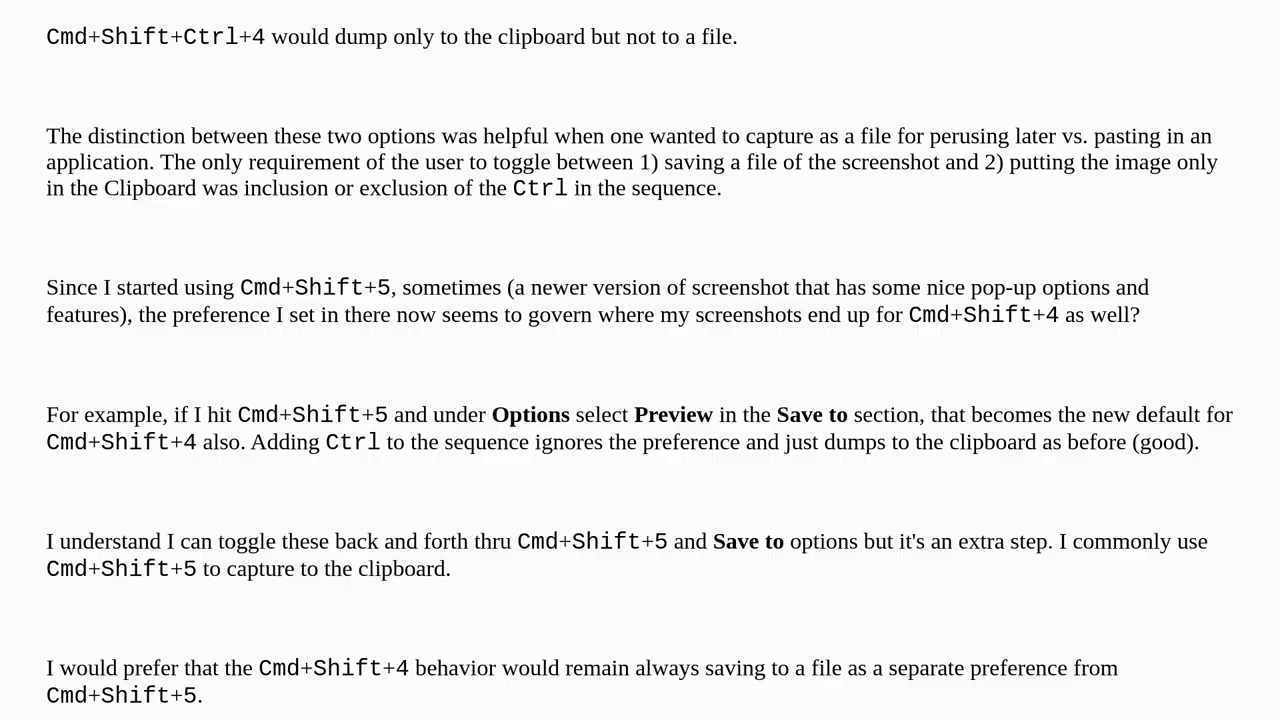 Cmd+Shift+Ctrl+4 would dump only to the clipboard but not to a file.
The distinction between these two options was helpful when one wanted to capture as a file for perusing later vs. pasting in an
application. The only requirement of the user to toggle between 1) saving a file of the screenshot and 2) putting the image only
in the Clipboard was inclusion or exclusion of the Ctrl in the sequence.
Since I started using Cmd+Shift+5, sometimes (a newer version of screenshot that has some nice pop-up options and
features), the preference I set in there now seems to govern where my screenshots end up for Cmd+Shift+4 as well?
For example, if I hit Cmd+Shift+5 and under Options select Preview in the Save to section, that becomes the new default for
Cmd+Shift+4 also. Adding Ctrl to the sequence ignores the preference and just dumps to the clipboard as before (good).
I understand I can toggle these back and forth thru Cmd+Shift+5 and Save to options but it's an extra step. I commonly use
Cmd+Shift+5 to capture to the clipboard.
I would prefer that the Cmd+Shift+4 behavior would remain always saving to a file as a separate preference from
Cmd+Shift+5.